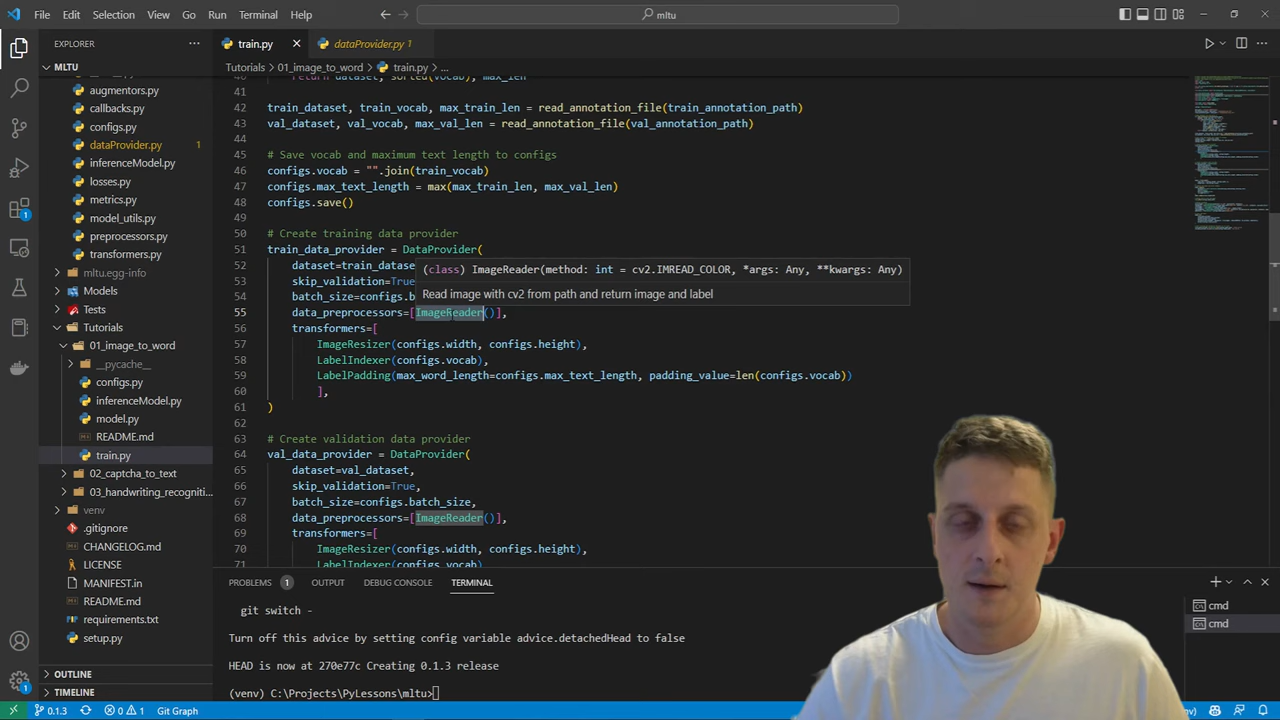 File Edit Selection View Go Run Terminal Help
mltu
EXPLORER
train.py
dataProvider.py 1
MLTU
Tutorials > 01_image_to_word > train.py > ...
augmentors.py
callbacks.py
configs.py
dataProvider.py 1
inferenceModel.py
losses.py
metrics.py
model_utils.py
preprocessors.py
transformers.py
mltu.egg-info
Models
Tests
Tutorials
01_image_to_word
__pycache__
configs.py
inferenceModel.py
model.py
README.md
train.py
02_captcha_to_text
03_handwriting_recogniti...
venv
.gitignore
CHANGELOG.md
LICENSE
MANIFEST.in
README.md
requirements.txt
setup.py
OUTLINE
TIMELINE
40 return dataset, sorted(vocab), max_len
41
42 train_dataset, train_vocab, max_train_len = read_annotation_file(train_annotation_path)
43 val_dataset, val_vocab, max_val_len = read_annotation_file(val_annotation_path)
44
45 # Save vocab and maximum text length to configs
46 configs.vocab = "".join(train_vocab)
47 configs.max_text_length = max(max_train_len, max_val_len)
48 configs.save()
49
50 # Create training data provider
51 train_data_provider = DataProvider(
52 dataset=train_datase
(class) ImageReader(method: int = cv2.IMREAD_COLOR, *args: Any, **kwargs: Any)
53 skip_validation=True
Read image with cv2 from path and return image and label
54 batch_size=configs.b
55 data_preprocessors=[ImageReader()],
56 transformers=[
57 ImageResizer(configs.width, configs.height),
58 LabelIndexer(configs.vocab),
59 LabelPadding(max_word_length=configs.max_text_length, padding_value=len(configs.vocab))
60 ],
61 )
62
63 # Create validation data provider
64 val_data_provider = DataProvider(
65 dataset=val_dataset,
66 skip_validation=True,
67 batch_size=configs.batch_size,
68 data_preprocessors=[ImageReader()],
69 transformers=[
70 ImageResizer(configs.width, configs.height),
71 LabelIndexer(configs.vocab),
PROBLEMS 1 OUTPUT DEBUG CONSOLE TERMINAL
git switch -
Turn off this advice by setting config variable advice.detachedHead to false
HEAD is now at 270e77c Creating 0.1.3 release
(venv) C:\Projects\PyLessons\mltu>
cmd
cmd
0.1.3 0 1 Git Graph